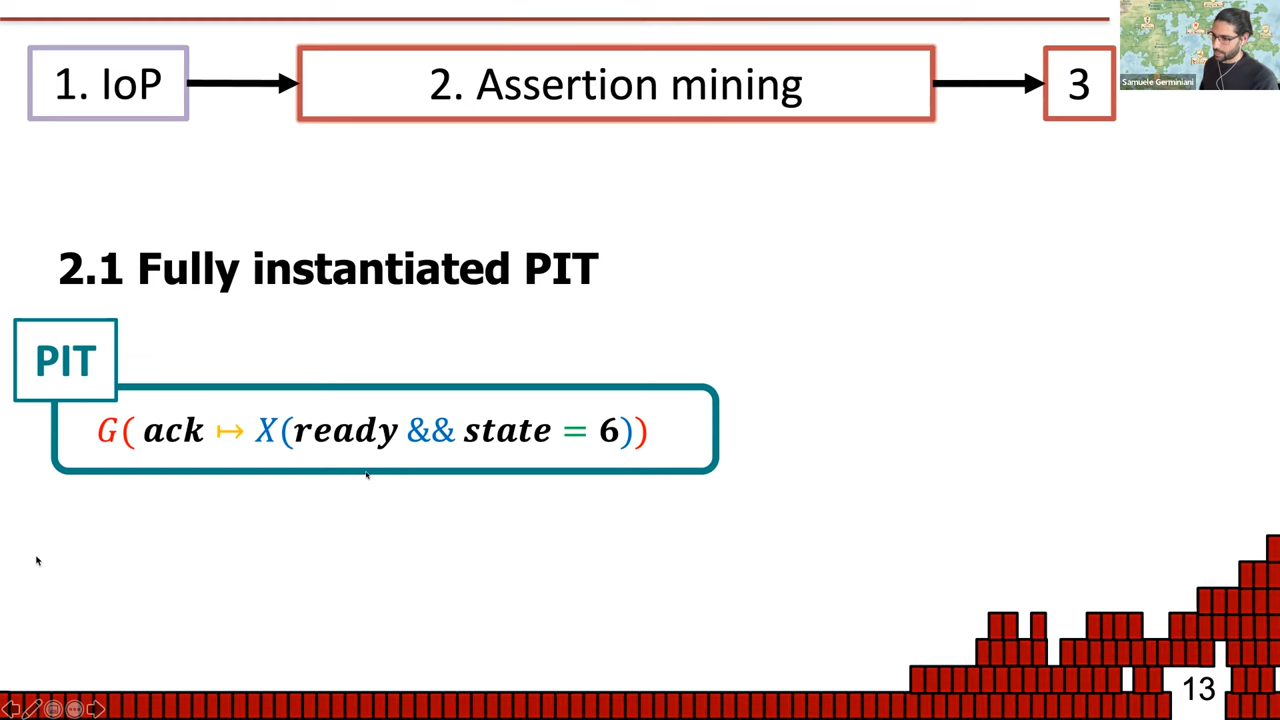 1. IoP
2. Assertion mining
3
Samuele Germiniani
2.1 Fully instantiated PIT
PIT
G( ack ↦ X(ready && state = 6))
13